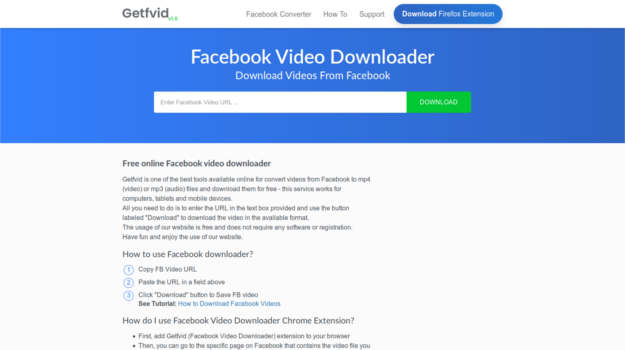 Getfvid v1.6
Facebook Converter How To Support Download Firefox Extension
Facebook Video Downloader
Download Videos From Facebook
Enter Facebook Video URL ... DOWNLOAD
Free online Facebook video downloader
Getfvid is one of the best tools available online for convert videos from Facebook to mp4
(video) or mp3 (audio) files and download them for free - this service works for
computers, tablets and mobile devices.
All you need to do is to enter the URL in the text box provided and use the button
labeled "Download" to download the video in the available format.
The usage of our website is free and does not require any software or registration.
Have fun and enjoy the use of our website.
How to use Facebook downloader?
1 Copy FB Video URL
2 Paste the URL in a field above
3 Click "Download" button to Save FB video
See Tutorial: How to Download Facebook Videos
How do I use Facebook Video Downloader Chrome Extension?
• First, add Getfvid (Facebook Video Downloader) extension to your browser
• Then, you can go to the specific page on Facebook that contains the video file you